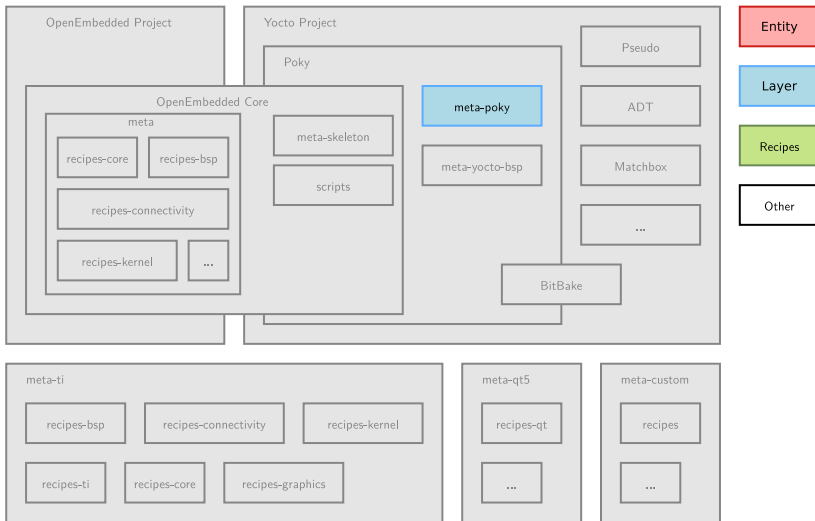 OpenEmbedded Project
Yocto Project
Entity
Poky
Pseudo
Layer
OpenEmbedded Core
meta-poky
ADT
meta
meta-skeleton
recipes-core
recipes-bsp
meta-yocto-bsp
Matchbox
Recipes
scripts
recipes-connectivity
Other
...
recipes-kernel
...
BitBake
meta-ti
meta-qt5
meta-custom
recipes-bsp
recipes-connectivity
recipes-kernel
recipes-qt
recipes
recipes-ti
recipes-core
recipes-graphics
...
...